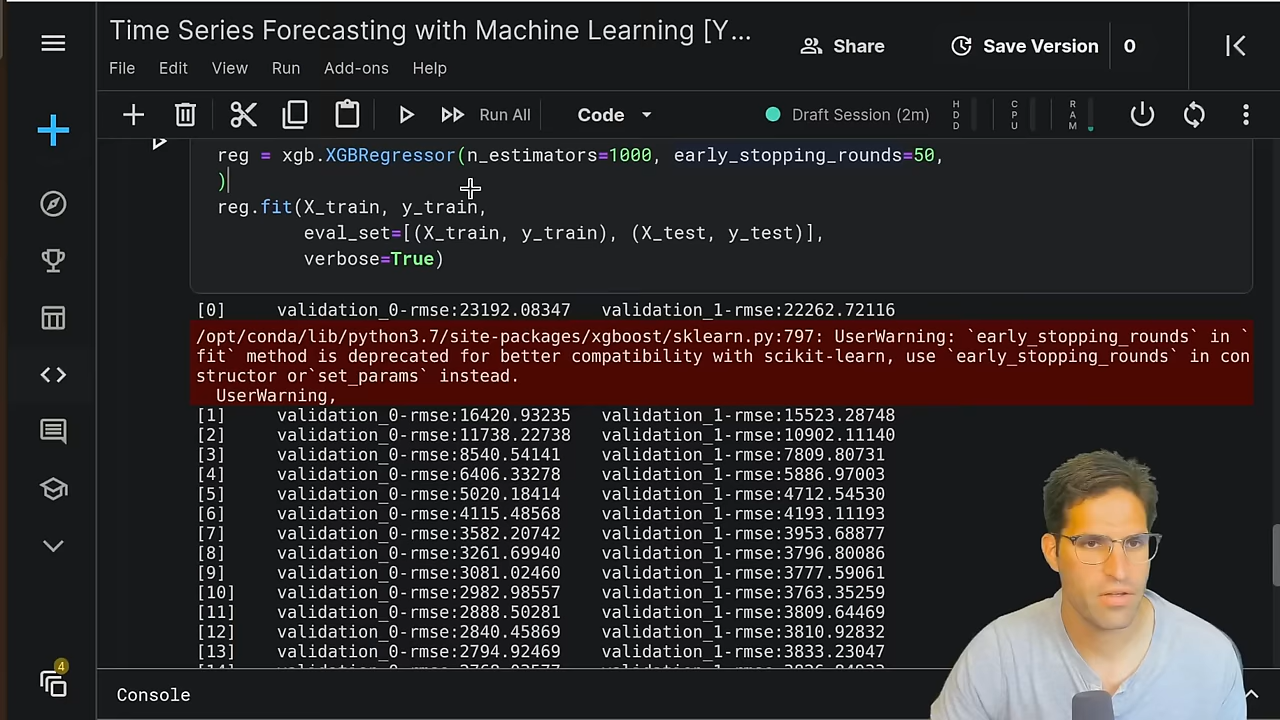 Time Series Forecasting with Machine Learning [Y...
Share
Save Version
0
File
Edit
View
Run
Add-ons
Help
Run All
Code
Draft Session (2m)
HDD
CPU
RAM
reg = xgb.XGBRegressor(n_estimators=1000, early_stopping_rounds=50,
)
reg.fit(X_train, y_train,
eval_set=[(X_train, y_train), (X_test, y_test)],
verbose=True)
[0] validation_0-rmse:23192.08347 validation_1-rmse:22262.72116
/opt/conda/lib/python3.7/site-packages/xgboost/sklearn.py:797: UserWarning: `early_stopping_rounds` in `
fit` method is deprecated for better compatibility with scikit-learn, use `early_stopping_rounds` in con
structor or`set_params` instead.
UserWarning,
[1] validation_0-rmse:16420.93235 validation_1-rmse:15523.28748
[2] validation_0-rmse:11738.22738 validation_1-rmse:10902.11140
[3] validation_0-rmse:8540.54141 validation_1-rmse:7809.80731
[4] validation_0-rmse:6406.33278 validation_1-rmse:5886.97003
[5] validation_0-rmse:5020.18414 validation_1-rmse:4712.54530
[6] validation_0-rmse:4115.48568 validation_1-rmse:4193.11193
[7] validation_0-rmse:3582.20742 validation_1-rmse:3953.68877
[8] validation_0-rmse:3261.69940 validation_1-rmse:3796.80086
[9] validation_0-rmse:3081.02460 validation_1-rmse:3777.59061
[10] validation_0-rmse:2982.98557 validation_1-rmse:3763.35259
[11] validation_0-rmse:2888.50281 validation_1-rmse:3809.64469
[12] validation_0-rmse:2840.45869 validation_1-rmse:3810.92832
[13] validation_0-rmse:2794.92469 validation_1-rmse:3833.23047
4
Console